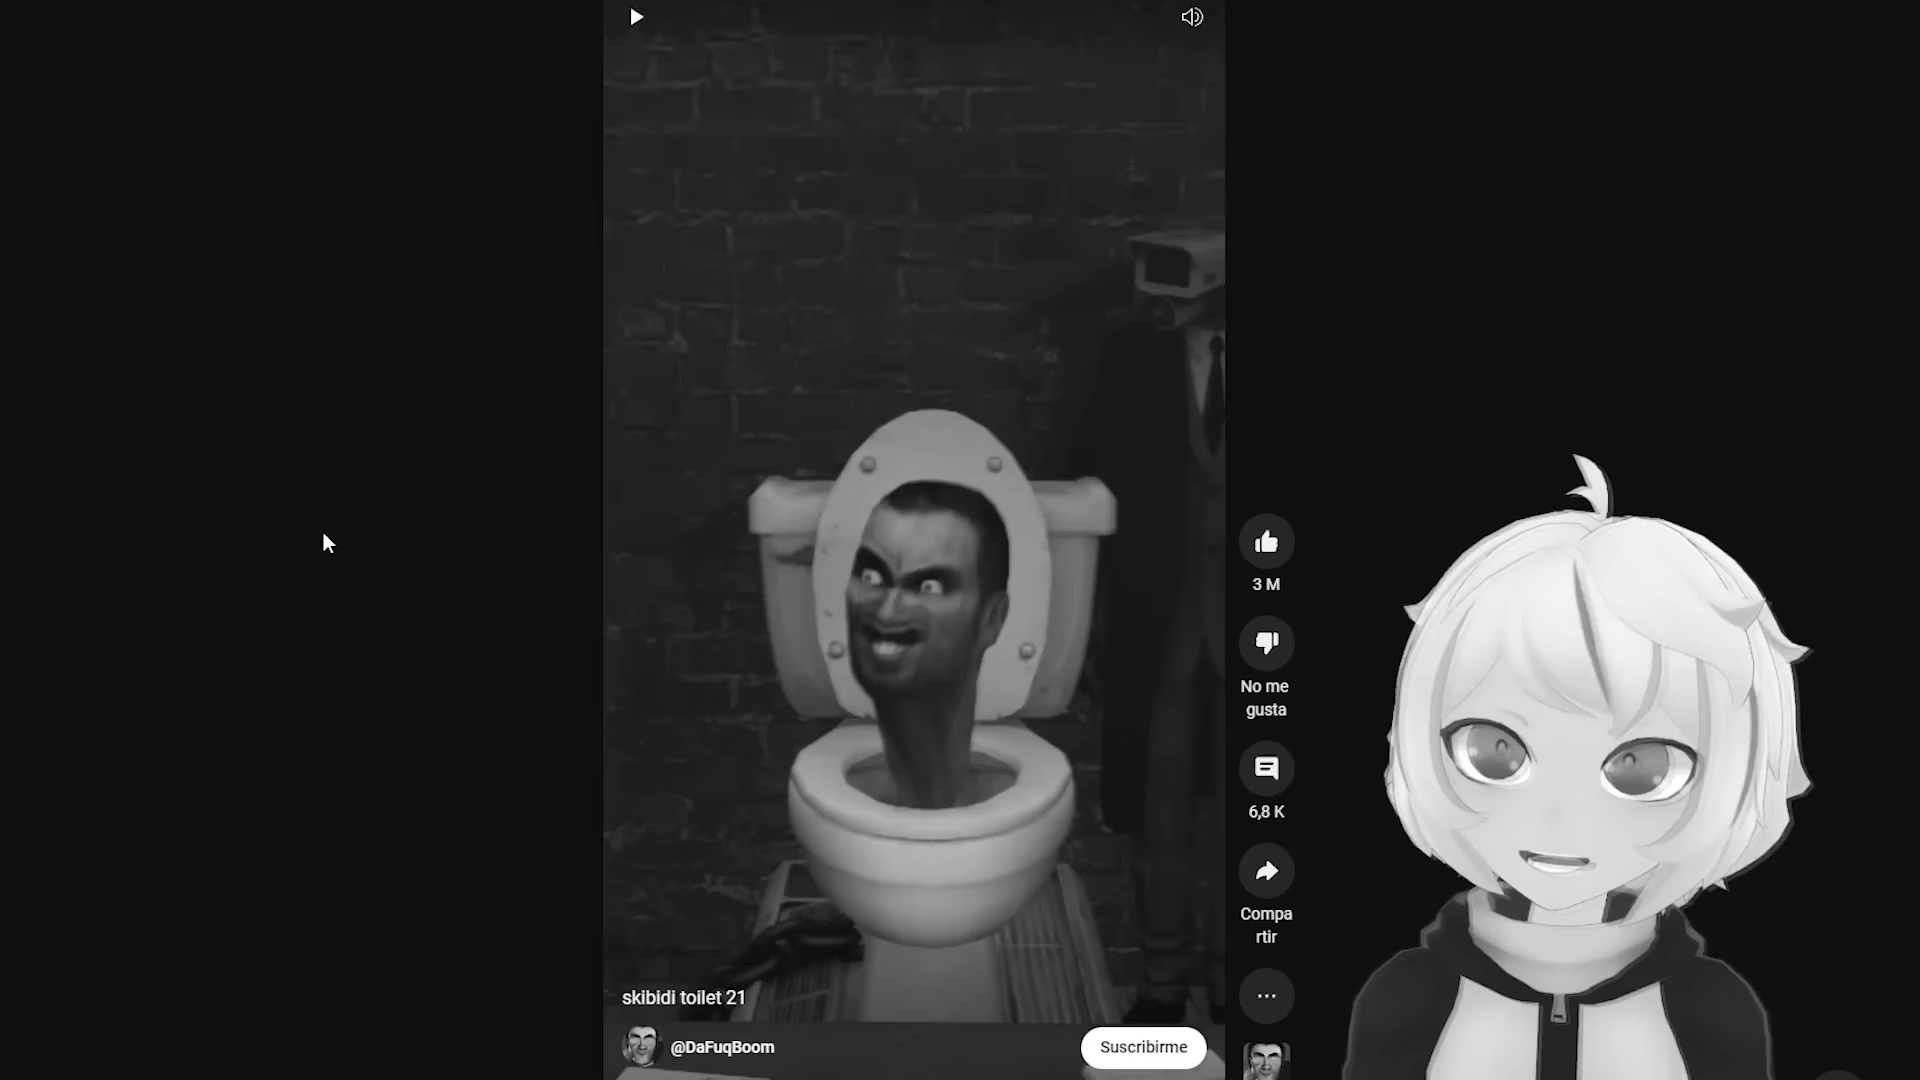 3 M
No me
gusta
6,8 K
Compa
rtir
skibidi toilet 21
@DaFuqBoom
Suscribirme